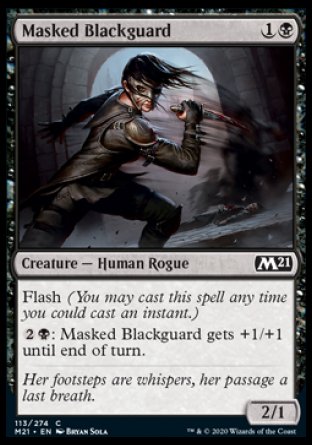 Masked Blackguard 1
Creature — Human Rogue M21
Flash (You may cast this spell any time
you could cast an instant.)
2 : Masked Blackguard gets +1/+1
until end of turn.
Her footsteps are whispers, her passage a
last breath.
2/1
113/274 C
M21 • EN Bryan Sola
™ & © 2020 Wizards of the Coast